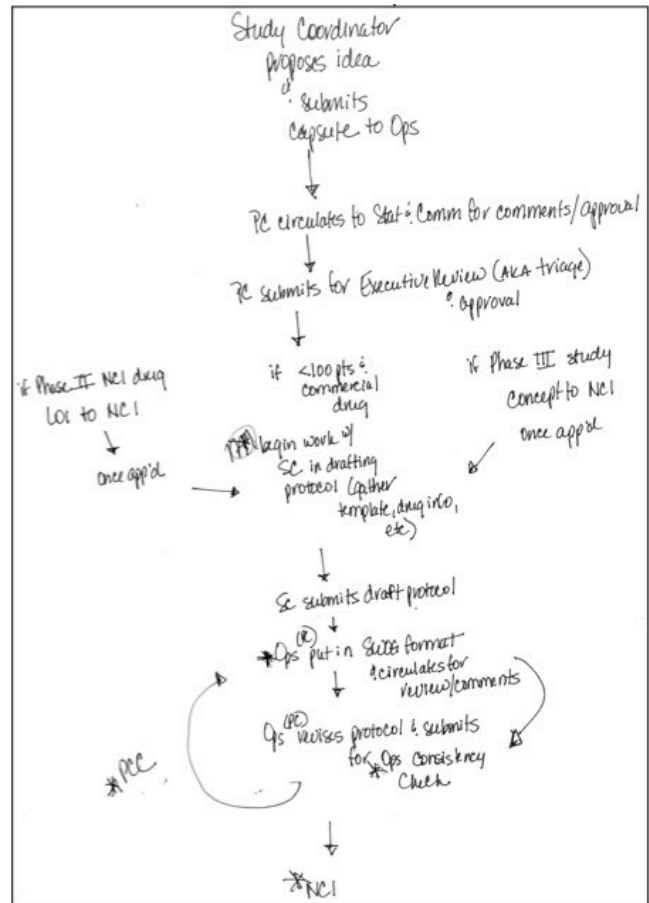 Study Coordinator
proposes idea
& submits
capsule to Ops
PC circulates to Stat & Comm for comments/approval
PC submits for Executive Review (AKA triage)
& approval
if Phase II NCI drug
LOI to NCI
once app'd
if <100 pts &
commercial
drug
if Phase III study
concept to NCI
once app'd
begin work w/
SC in drafting
protocol (gather
template, drug info,
etc)
SC submits draft protocol
*Ops put in SWOG format
& circulates for
review/comments
Ops (PC) revises protocol & submits
for *Ops consistency
check
*PCC
*NCI